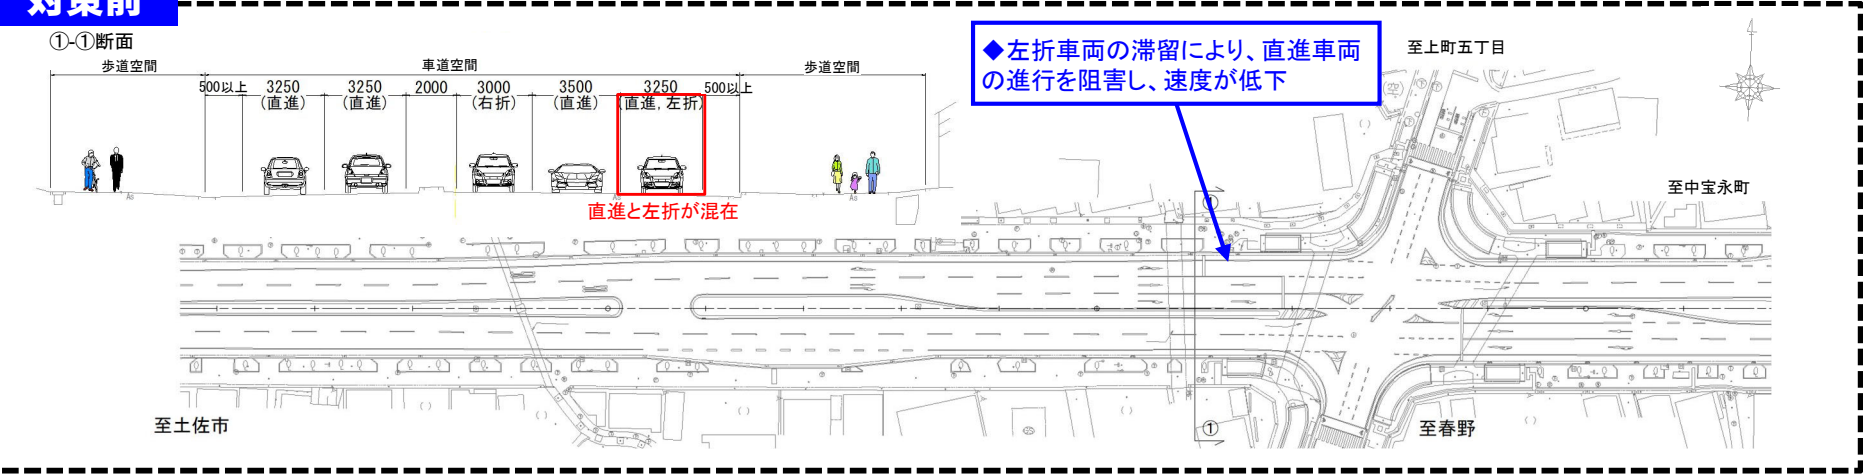 対策前
①-①断面
歩道空間
車道空間
歩道空間
500以上
3250
(直進)
3250
(直進)
2000
3000
(右折)
3500
(直進)
3250
(直進, 左折)
500以上
直進と左折が混在
◆左折車両の滞留により、直進車両
の進行を阻害し、速度が低下
至上町五丁目
至中宝永町
①
①
至土佐市
至春野